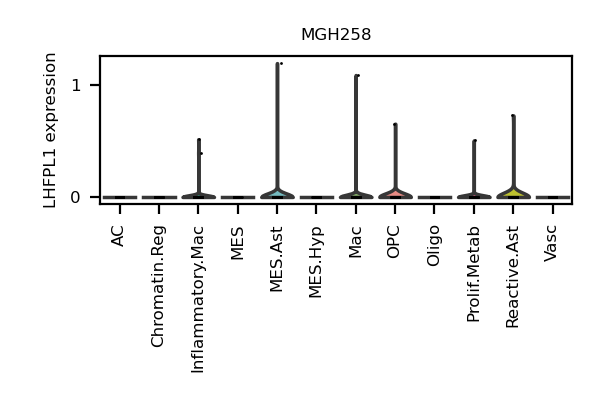 MGH258
LHFPL1 expression
1
0
AC
Chromatin.Reg
Inflammatory.Mac
MES
MES.Ast
MES.Hyp
Mac
OPC
Oligo
Prolif.Metab
Reactive.Ast
Vasc